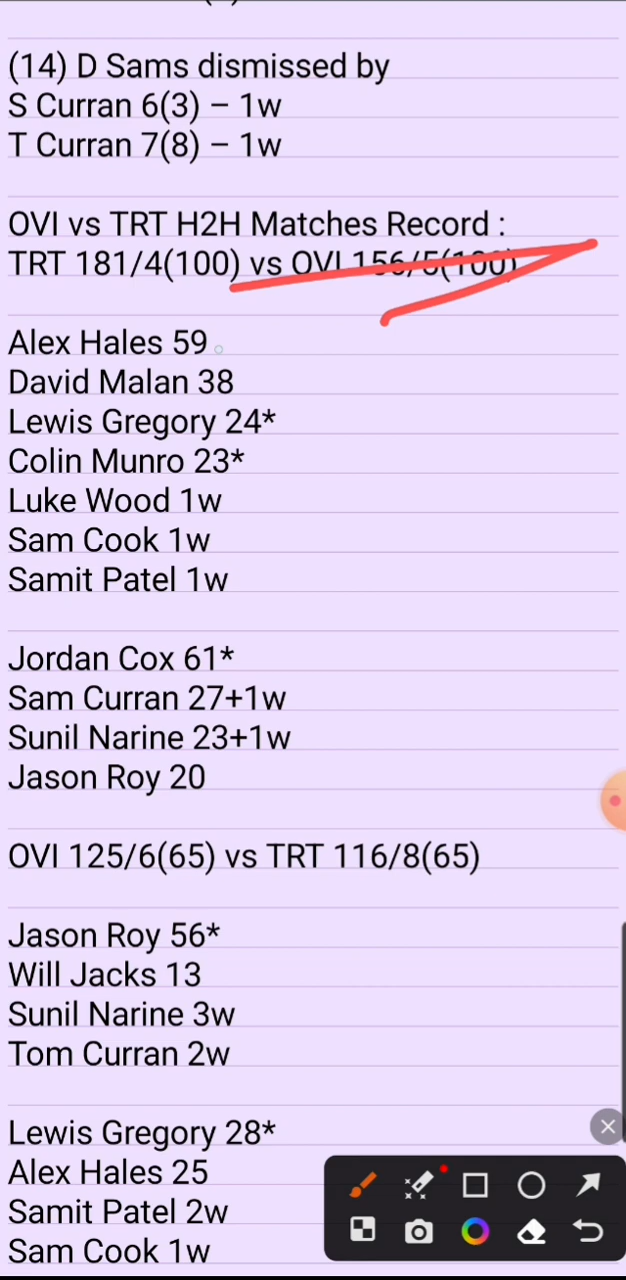 (14) D Sams dismissed by
S Curran 6(3) – 1w
T Curran 7(8) – 1w
OVI vs TRT H2H Matches Record :
TRT 181/4(100) vs OVI 156/5(100)
Alex Hales 59
David Malan 38
Lewis Gregory 24*
Colin Munro 23*
Luke Wood 1w
Sam Cook 1w
Samit Patel 1w
Jordan Cox 61*
Sam Curran 27+1w
Sunil Narine 23+1w
Jason Roy 20
OVI 125/6(65) vs TRT 116/8(65)
Jason Roy 56*
Will Jacks 13
Sunil Narine 3w
Tom Curran 2w
Lewis Gregory 28*
Alex Hales 25
Samit Patel 2w
Sam Cook 1w